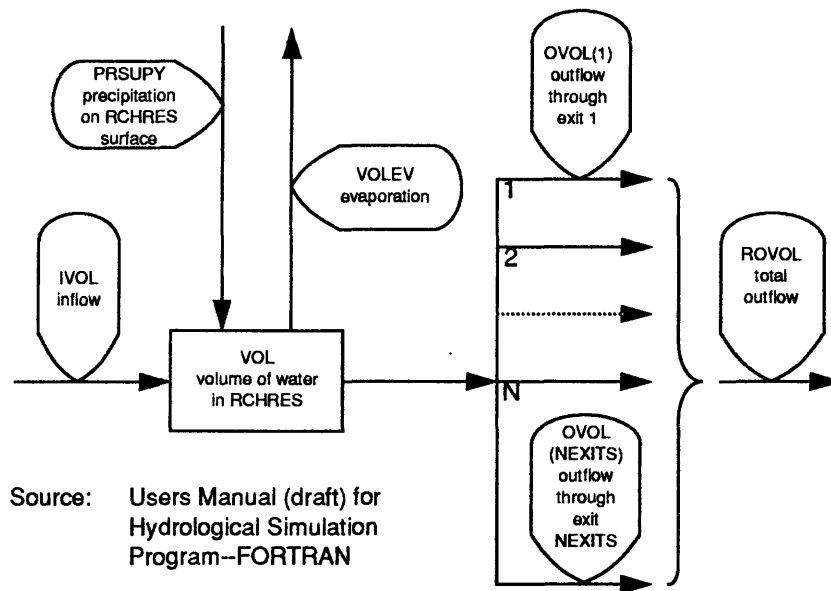 PRSUPY
precipitation
on RCHRES
surface
OVOL(1)
outflow
through
exit 1
VOLEV
evaporation
1
2
IVOL
inflow
ROVOL
total
outflow
VOL
volume of water
in RCHRES
N
OVOL
(NEXITS)
outflow
through
exit
NEXITS
Source: Users Manual (draft) for
Hydrological Simulation
Program--FORTRAN